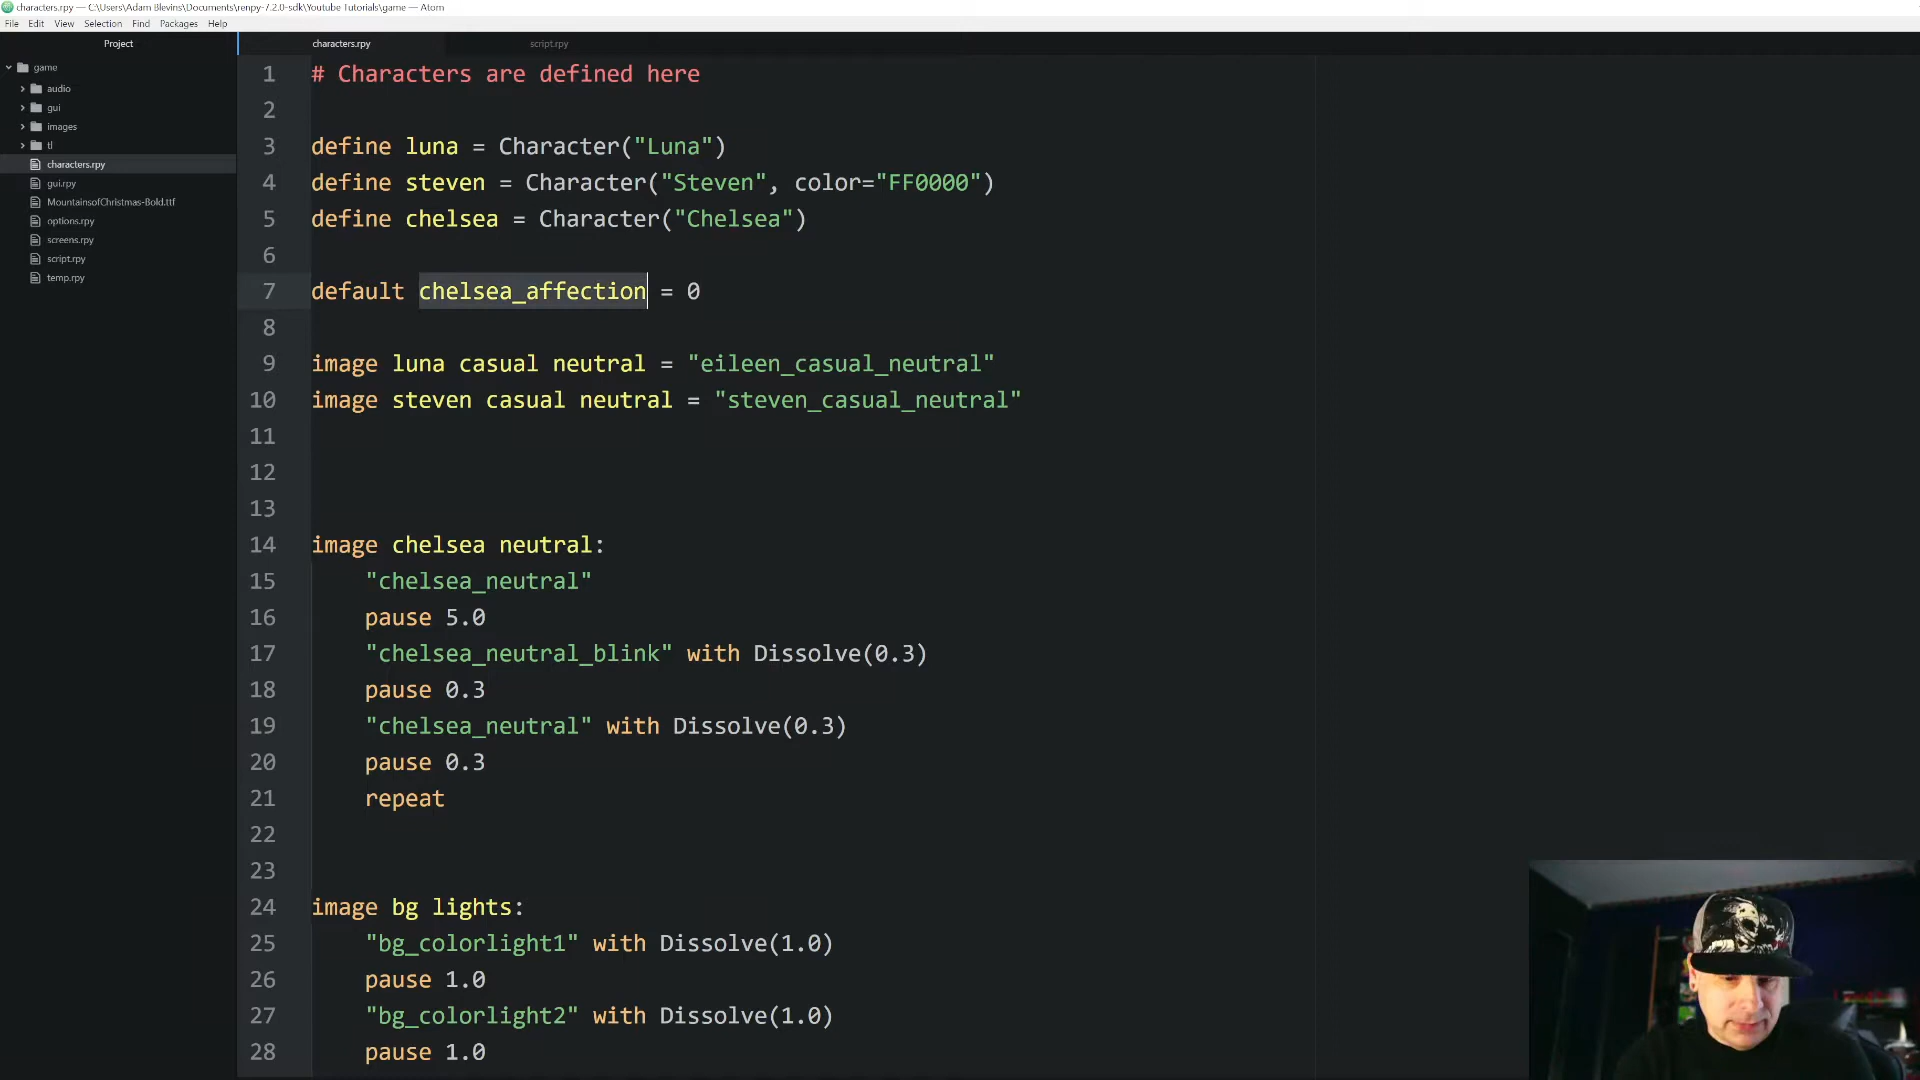 characters.rpy — C:\Users\Adam Blevins\Documents\renpy-7.2.0-sdk\Youtube Tutorials\game — Atom
File Edit View Selection Find Packages Help
Project
characters.rpy
script.rpy
game
audio
gui
images
tl
characters.rpy
gui.rpy
MountainsofChristmas-Bold.ttf
options.rpy
screens.rpy
script.rpy
temp.rpy
1 # Characters are defined here
2
3 define luna = Character("Luna")
4 define steven = Character("Steven", color="FF0000")
5 define chelsea = Character("Chelsea")
6
7 default chelsea_affection = 0
8
9 image luna casual neutral = "eileen_casual_neutral"
10 image steven casual neutral = "steven_casual_neutral"
11
12
13
14 image chelsea neutral:
15 "chelsea_neutral"
16 pause 5.0
17 "chelsea_neutral_blink" with Dissolve(0.3)
18 pause 0.3
19 "chelsea_neutral" with Dissolve(0.3)
20 pause 0.3
21 repeat
22
23
24 image bg lights:
25 "bg_colorlight1" with Dissolve(1.0)
26 pause 1.0
27 "bg_colorlight2" with Dissolve(1.0)
28 pause 1.0